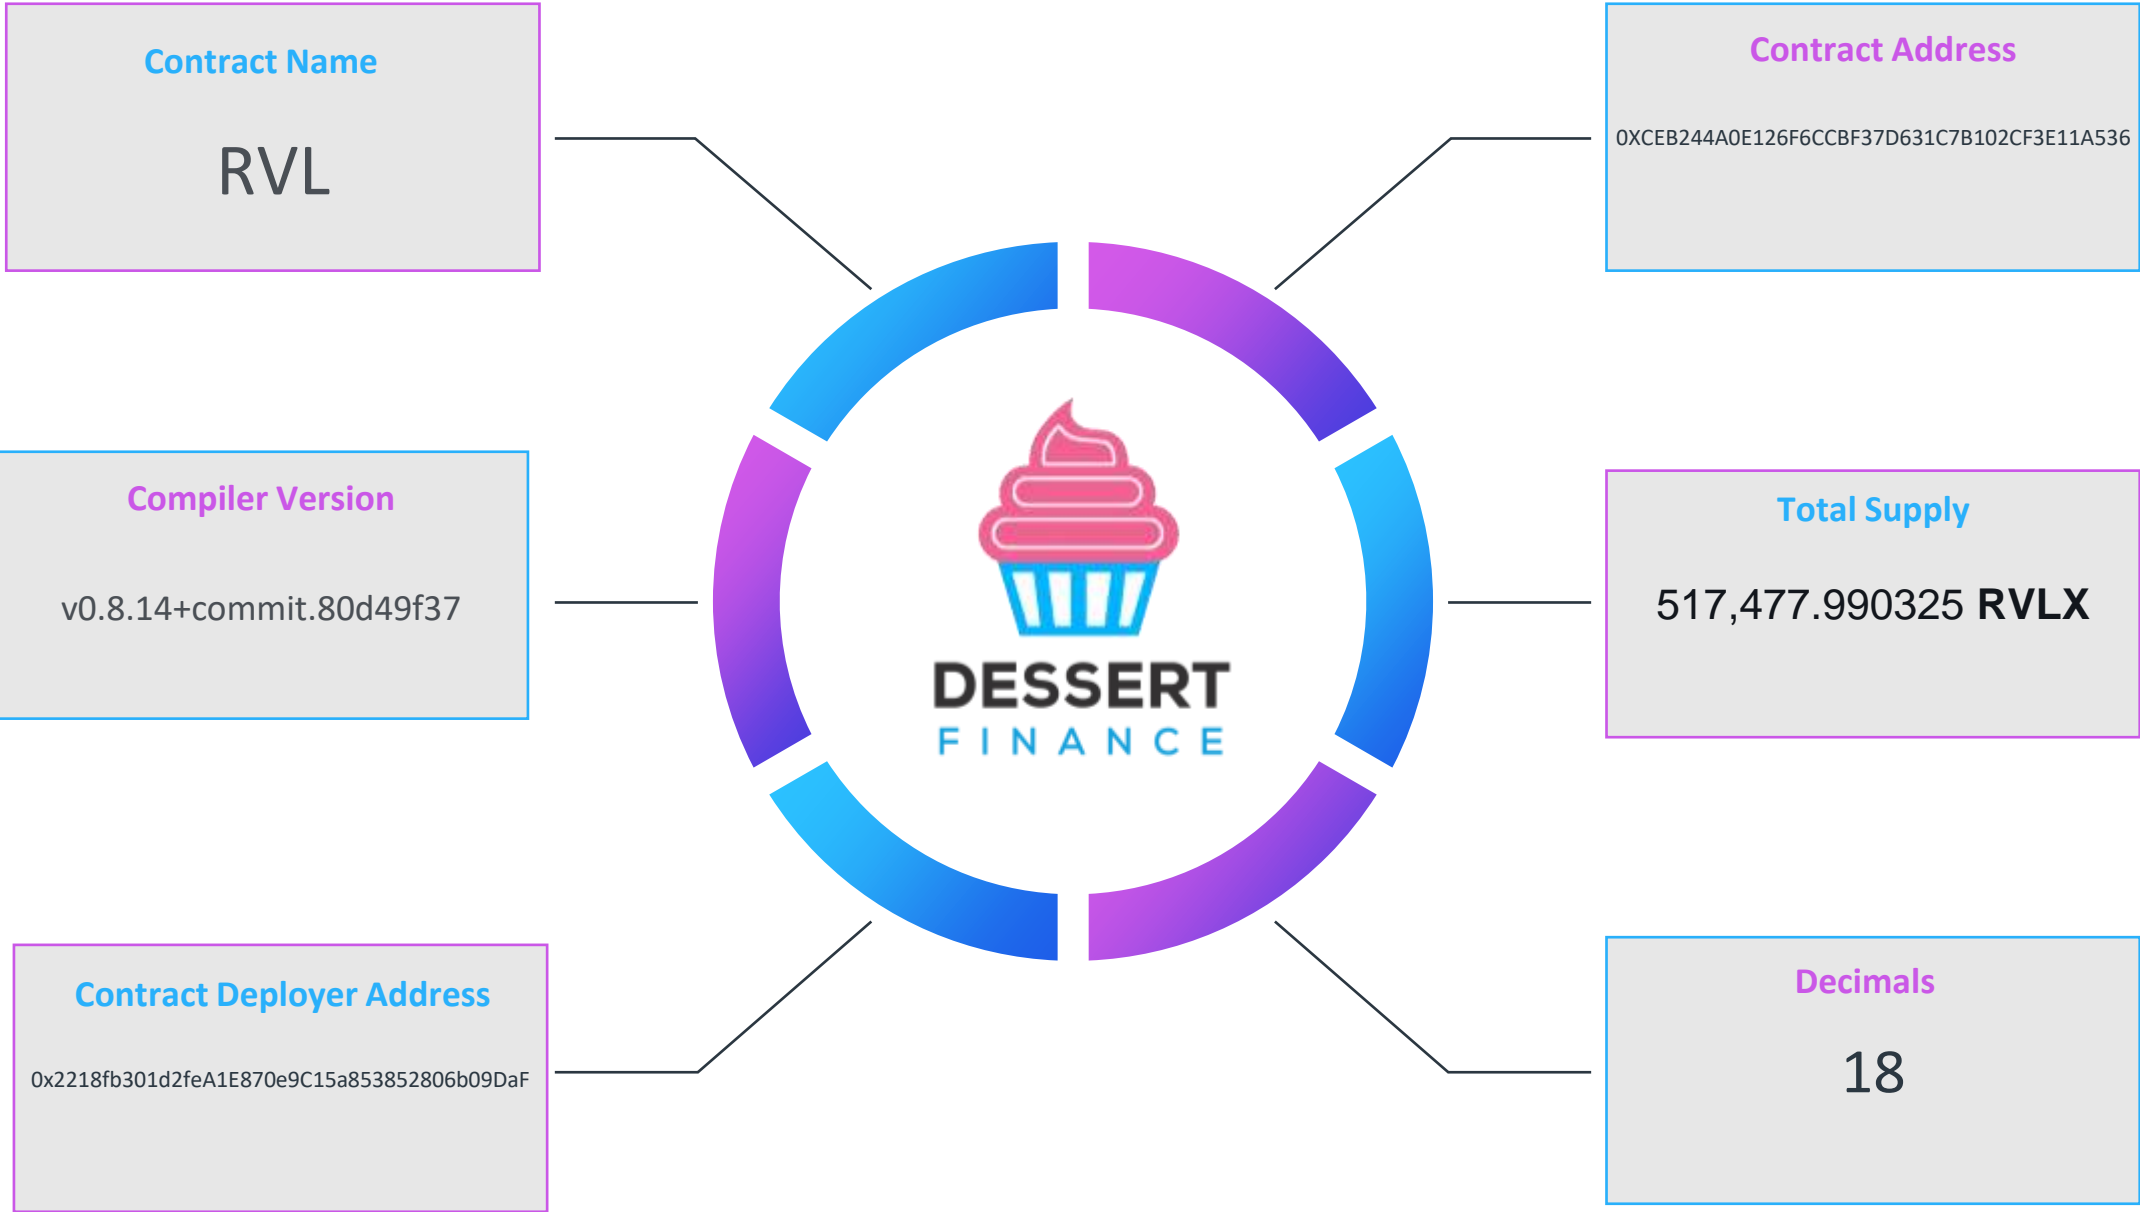 Contract Name
RVL
Contract Address
0XCEB244A0E126F6CCBF37D631C7B102CF3E11A536
Compiler Version
v0.8.14+commit.80d49f37
Total Supply
517,477.990325 RVLX
DESSERT
FINANCE
Contract Deployer Address
0x2218fb301d2feA1E870e9C15a853852806b09DaF
Decimals
18